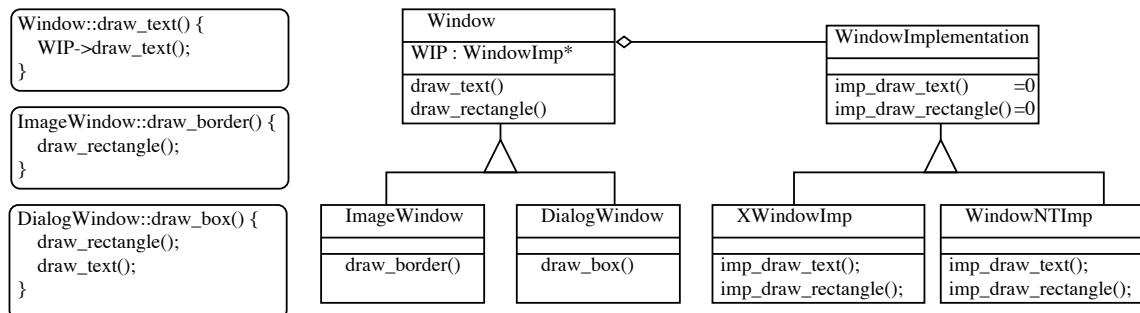 Window::draw_text() {
WIP->draw_text();
}
ImageWindow::draw_border() {
draw_rectangle();
}
DialogWindow::draw_box() {
draw_rectangle();
draw_text();
}
Window
WIP : WindowImp*
draw_text()
draw_rectangle()
WindowImplementation
imp_draw_text() =0
imp_draw_rectangle() =0
ImageWindow
draw_border()
DialogWindow
draw_box()
XWindowImp
imp_draw_text();
imp_draw_rectangle();
WindowNTImp
imp_draw_text();
imp_draw_rectangle();